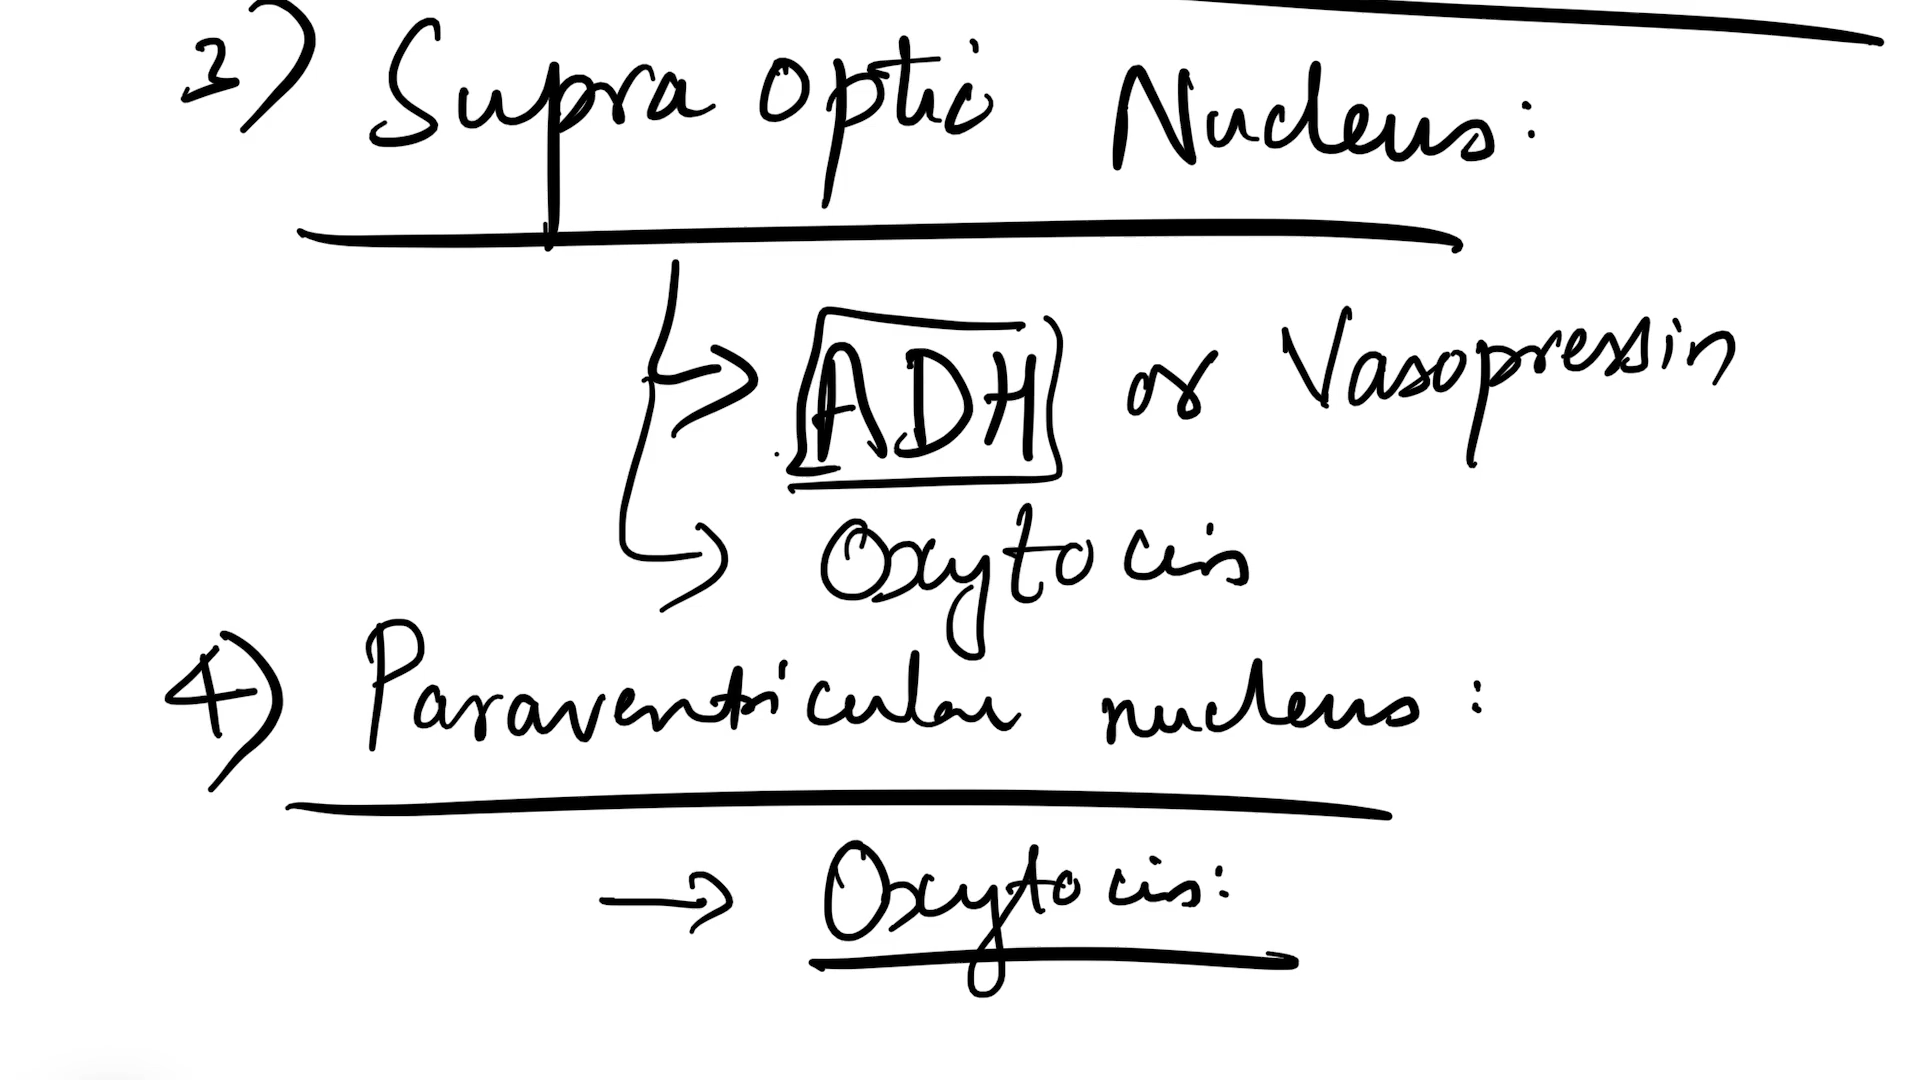 3) Supra optic Nucleus:
→ ADH or Vasopressin
→ Oxytocin
4) Paraventricular nucleus:
→ Oxytocin: